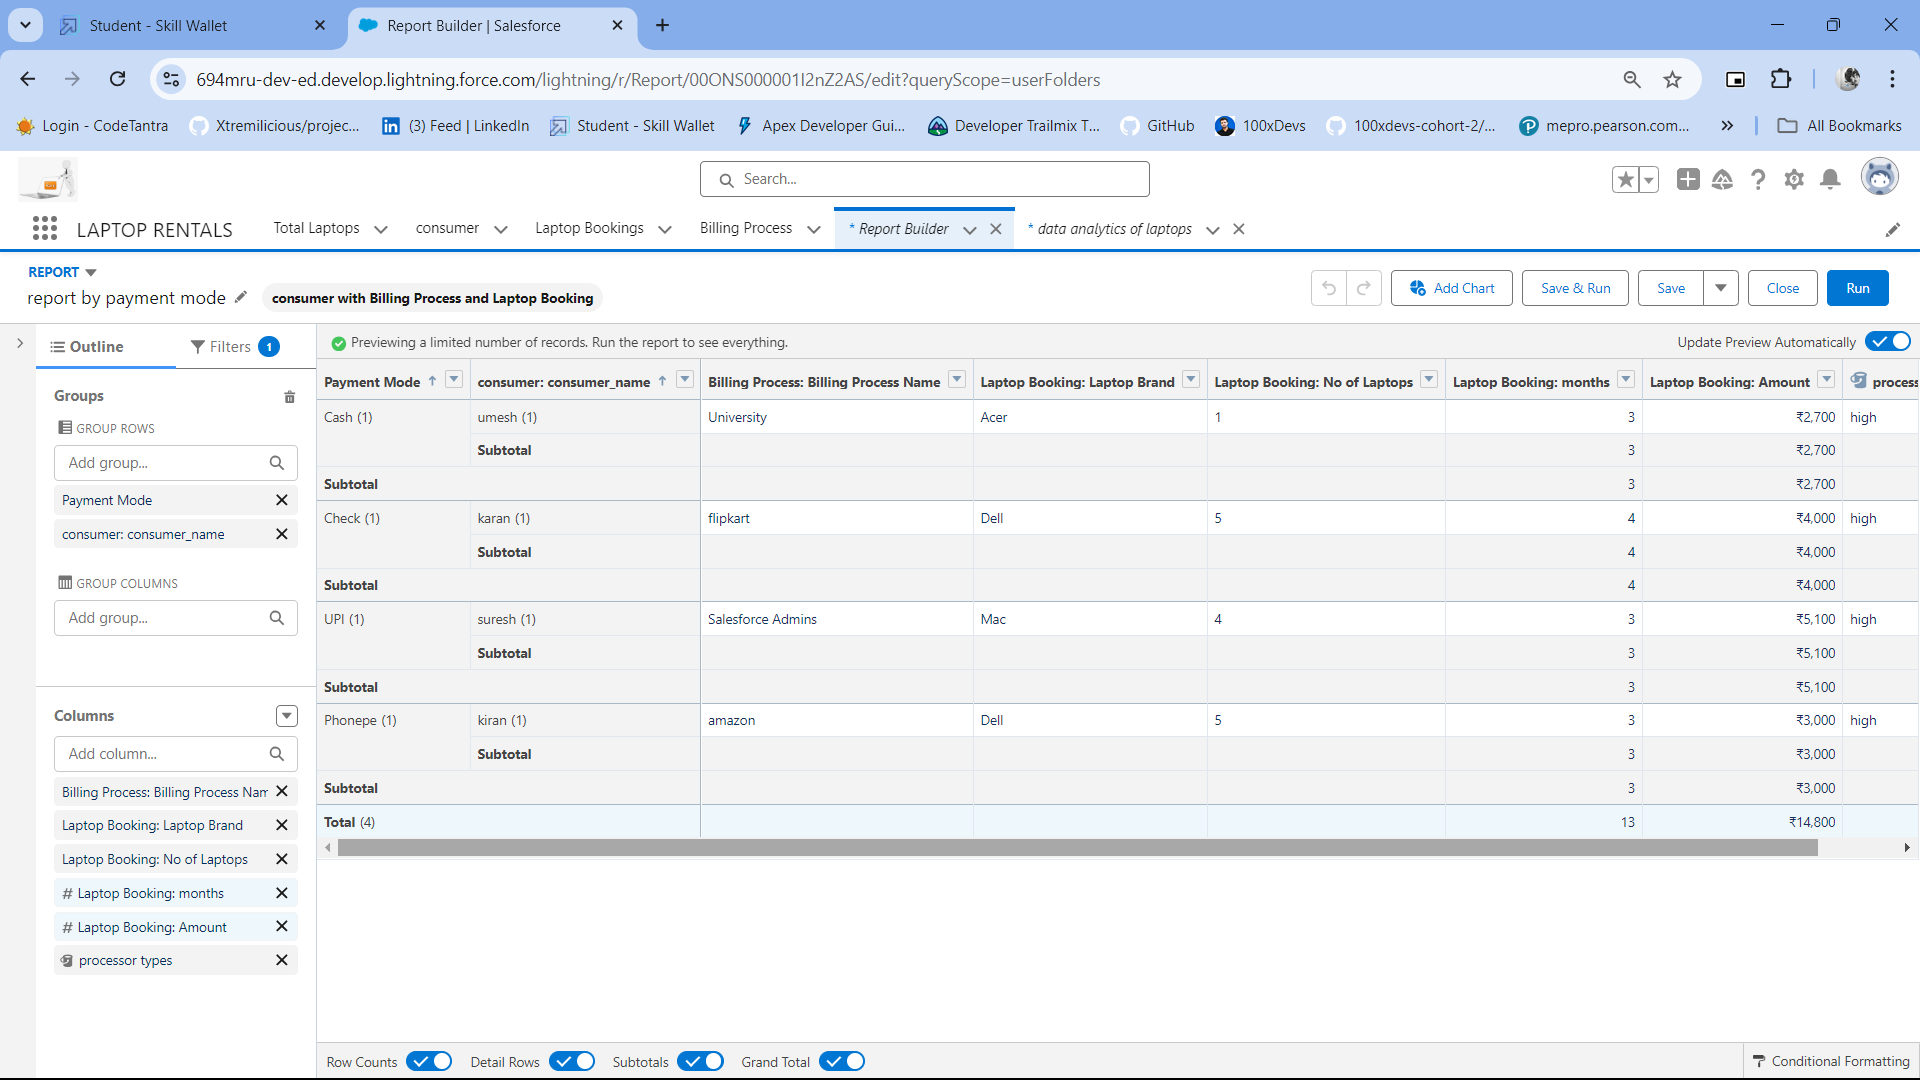 Student - Skill Wallet
Report Builder | Salesforce
694mru-dev-ed.develop.lightning.force.com/lightning/r/Report/00ONS000001I2nZ2AS/edit?queryScope=userFolders
Login - CodeTantra
Xtremilicious/projec...
(3) Feed | LinkedIn
Student - Skill Wallet
Apex Developer Gui...
Developer Trailmix T...
GitHub
100xDevs
100xdevs-cohort-2/...
mepro.pearson.com...
All Bookmarks
Search...
LAPTOP RENTALS
Total Laptops
consumer
Laptop Bookings
Billing Process
* Report Builder
* data analytics of laptops
REPORT
report by payment mode
consumer with Billing Process and Laptop Booking
Add Chart
Save & Run
Save
Close
Run
Outline
Filters 1
Previewing a limited number of records. Run the report to see everything.
Update Preview Automatically
Groups
GROUP ROWS
Add group...
Payment Mode
consumer: consumer_name
GROUP COLUMNS
Add group...
Columns
Add column...
Billing Process: Billing Process Nam
Laptop Booking: Laptop Brand
Laptop Booking: No of Laptops
# Laptop Booking: months
# Laptop Booking: Amount
processor types
Payment Mode ↑ consumer: consumer_name ↑ Billing Process: Billing Process Name Laptop Booking: Laptop Brand Laptop Booking: No of Laptops Laptop Booking: months Laptop Booking: Amount process
Cash (1) umesh (1) University Acer 1 3 ₹2,700 high
Subtotal 3 ₹2,700
Subtotal 3 ₹2,700
Check (1) karan (1) flipkart Dell 5 4 ₹4,000 high
Subtotal 4 ₹4,000
Subtotal 4 ₹4,000
UPI (1) suresh (1) Salesforce Admins Mac 4 3 ₹5,100 high
Subtotal 3 ₹5,100
Subtotal 3 ₹5,100
Phonepe (1) kiran (1) amazon Dell 5 3 ₹3,000 high
Subtotal 3 ₹3,000
Subtotal 3 ₹3,000
Total (4) 13 ₹14,800
Row Counts
Detail Rows
Subtotals
Grand Total
Conditional Formatting